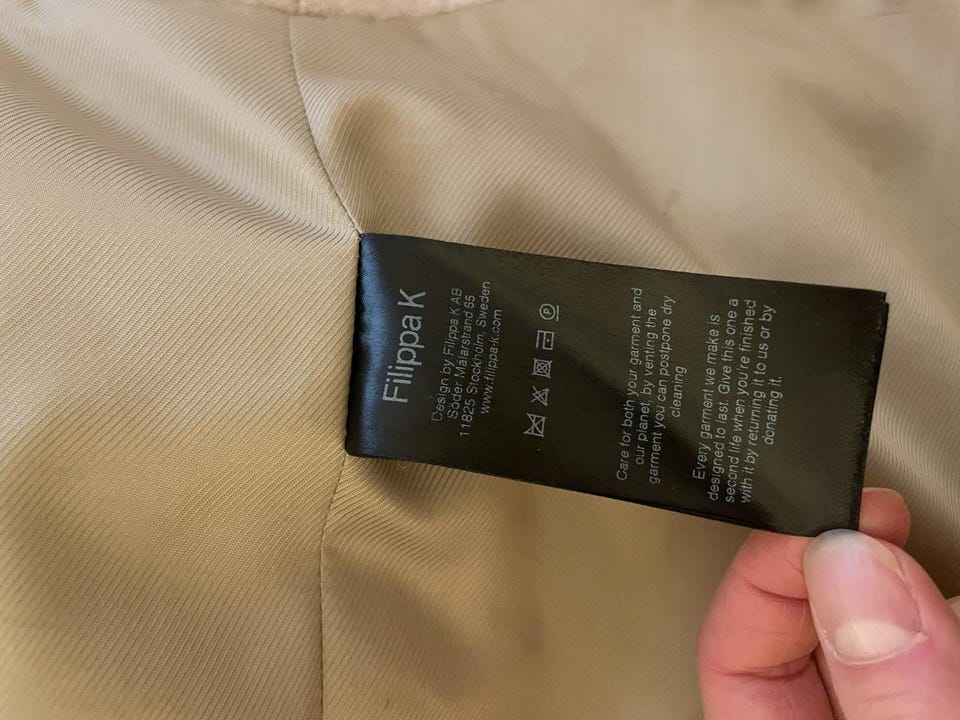 Filippa K
Design by Filippa K AB
Söder Mälarstrand 65
11825 Stockholm, Sweden
www.filippa-k.com
P
Care for both your garment and
our planet, by venting the
garment you can postpone dry
cleaning
Every garment we make is
designed to last. Give this one a
second life when you're finished
with it by returning it to us or by
donating it.